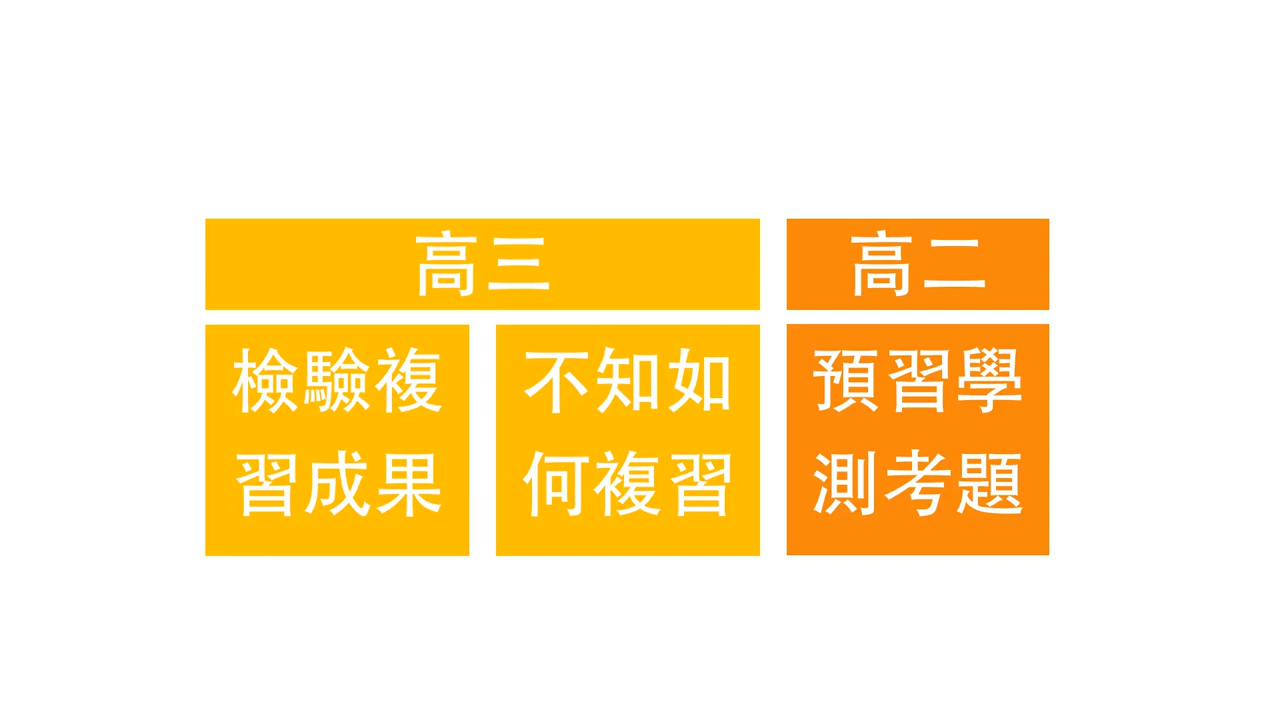 高三
高二
檢驗複
習成果
不知如
何複習
預習學
測考題